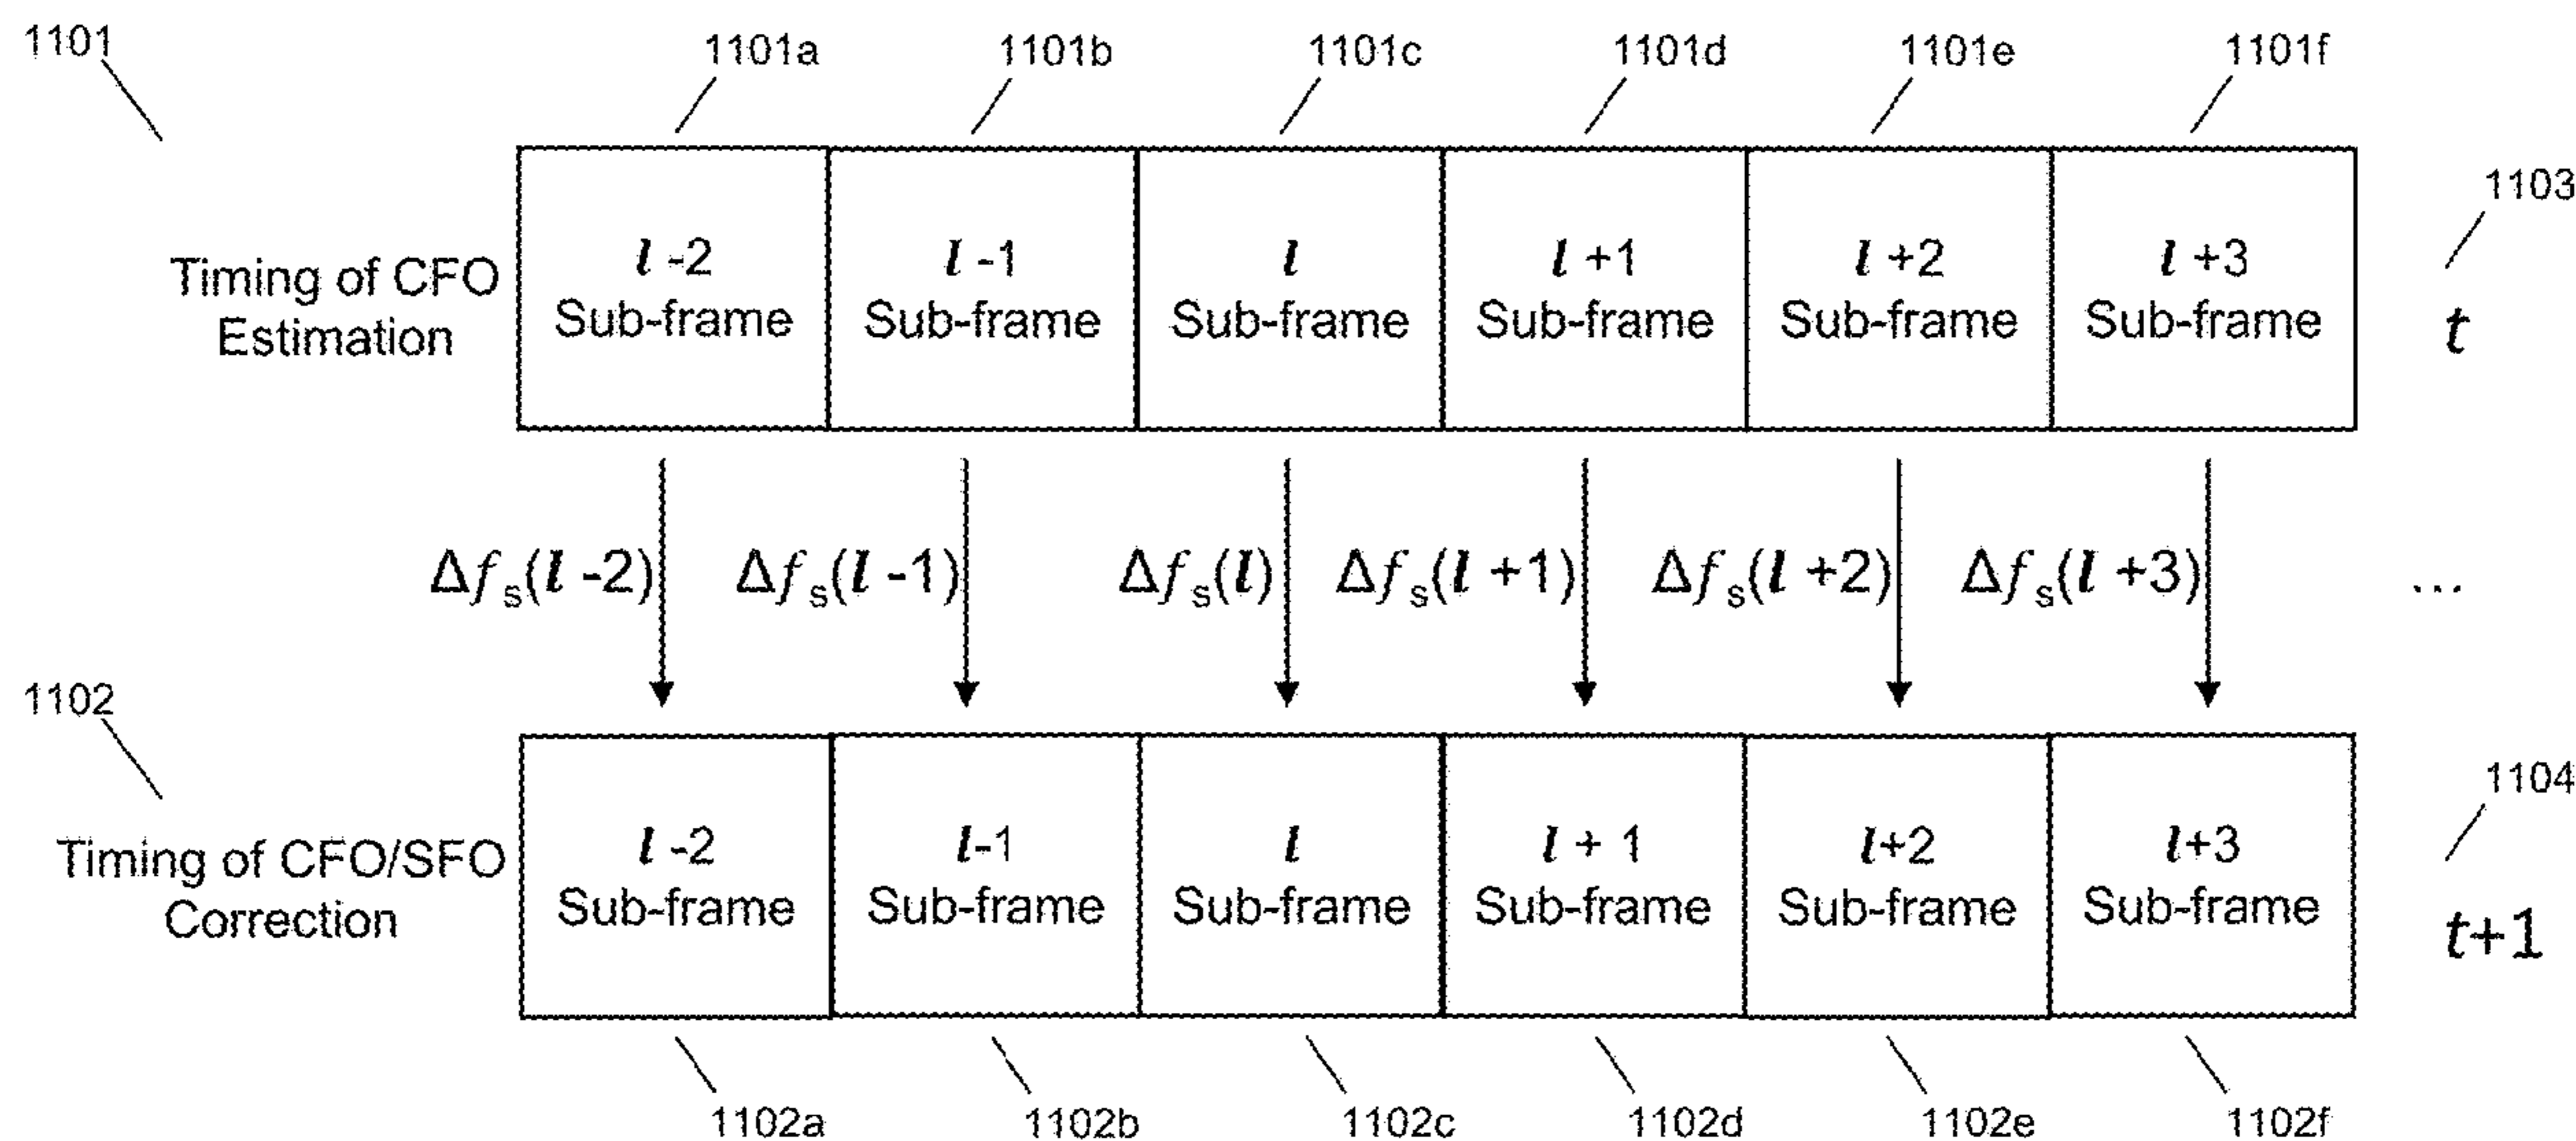 1101
1101a 1101b 1101c 1101d 1101e 1101f
1103
Timing of CFO
Estimation
l -2 l -1 l l +1 l +2 l +3
Sub-frame Sub-frame Sub-frame Sub-frame Sub-frame Sub-frame
t
Δfs(l -2) Δfs(l -1) Δfs(l) Δfs(l +1) Δfs(l +2) Δfs(l +3) ...
1102
1104
Timing of CFO/SFO
Correction
l -2 l-1 l l + 1 l+2 l+3
Sub-frame Sub-frame Sub-frame Sub-frame Sub-frame Sub-frame
t+1
1102a 1102b 1102c 1102d 1102e 1102f